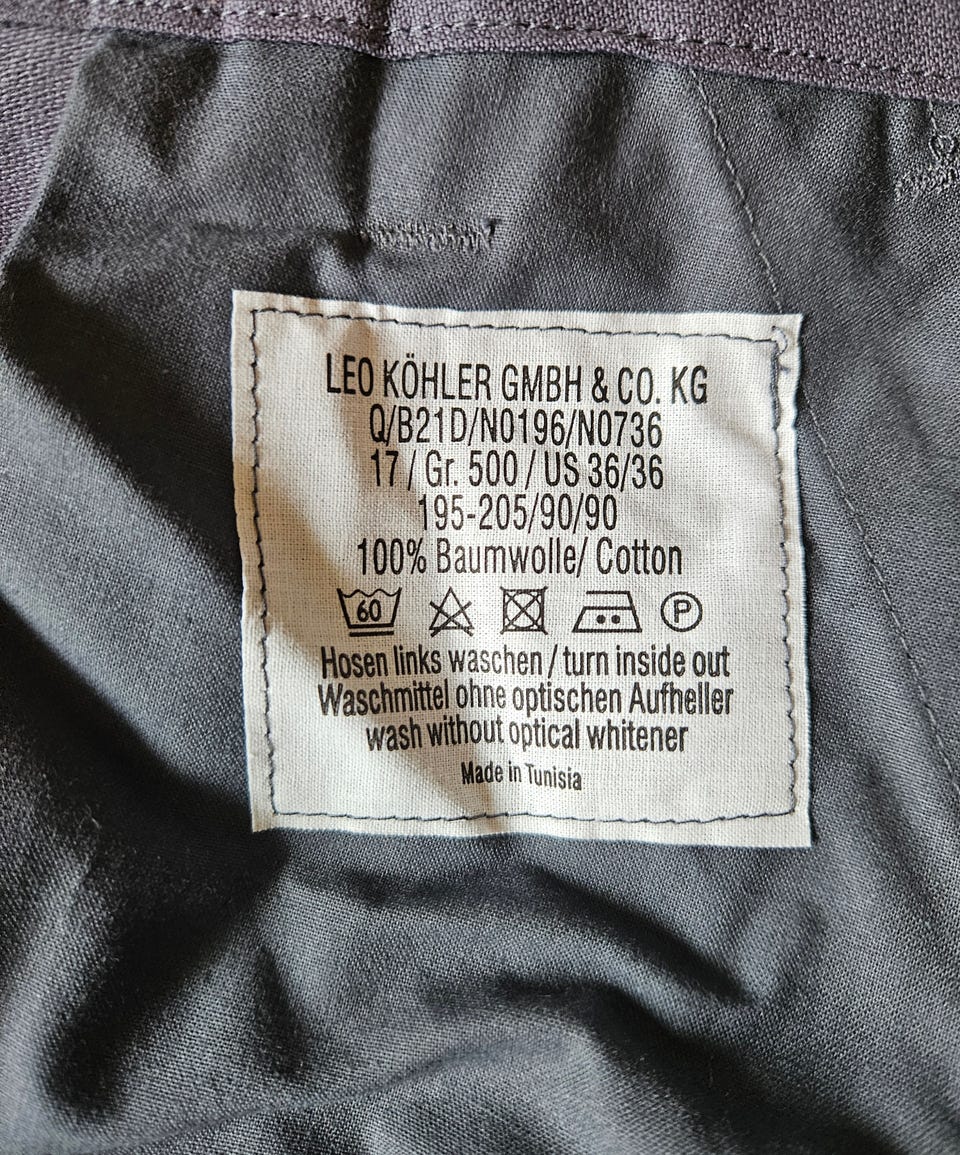 LEO KÖHLER GMBH & CO. KG
Q/B21D/N0196/N0736
17 / Gr. 500 / US 36/36
195-205/90/90
100% Baumwolle/ Cotton
60 P
Hosen links waschen / turn inside out
Waschmittel ohne optischen Aufheller
wash without optical whitener
Made in Tunisia